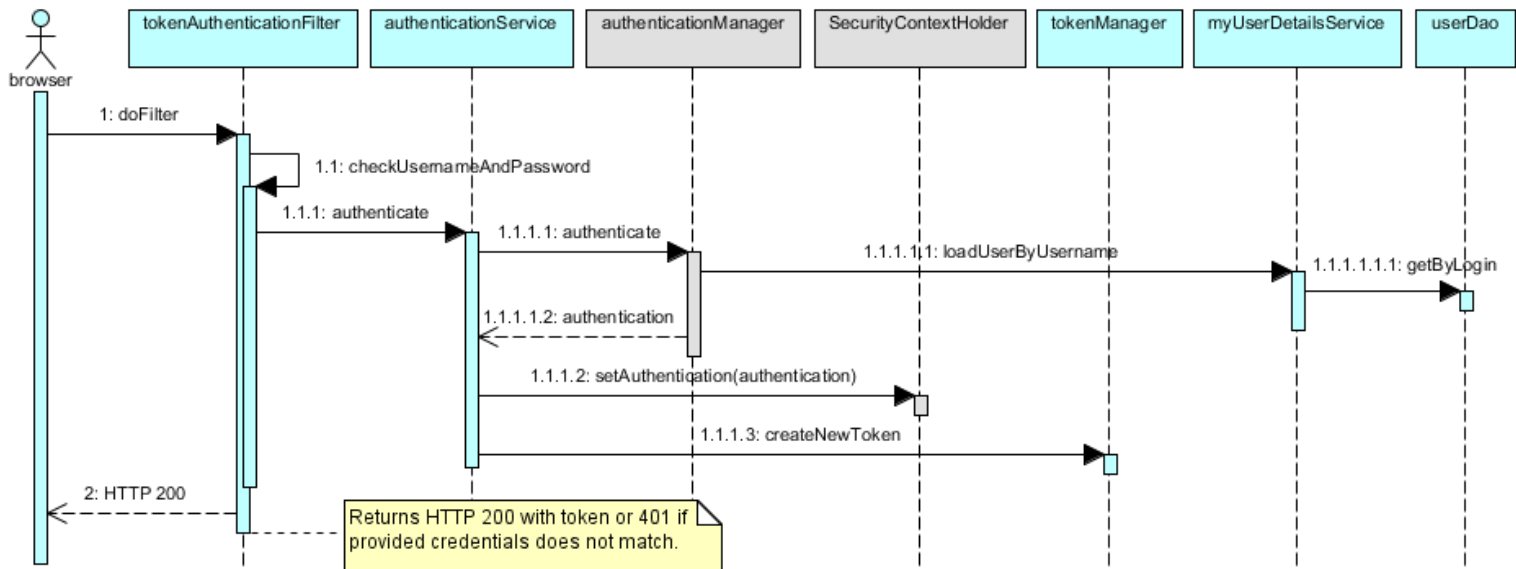 tokenAuthenticationFilter
authenticationService
authenticationManager
SecurityContextHolder
tokenManager
myUserDetailsService
userDao
browser
1: doFilter
1.1: checkUsernameAndPassword
1.1.1: authenticate
1.1.1.1: authenticate
1.1.1.1.1: loadUserByUsername
1.1.1.1.1.1: getByLogin
1.1.1.1.2: authentication
1.1.1.2: setAuthentication(authentication)
1.1.1.3: createNewToken
2: HTTP 200
Returns HTTP 200 with token or 401 if
provided credentials does not match.